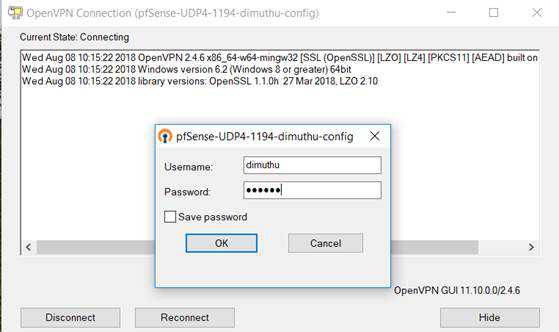 OpenVPN Connection (pfSense-UDP4-1194-dimuthu-config)
Current State: Connecting
Wed Aug 08 10:15:22 2018 OpenVPN 2.4.6 x86_64-w64-mingw32 [SSL (OpenSSL)] [LZO] [LZ4] [PKCS11] [AEAD] built on
Wed Aug 08 10:15:22 2018 Windows version 6.2 (Windows 8 or greater) 64bit
Wed Aug 08 10:15:22 2018 library versions: OpenSSL 1.1.0h  27 Mar 2018, LZO 2.10
pfSense-UDP4-1194-dimuthu-config
Username: dimuthu
Password: ●●●●●●
Save password
OK Cancel
OpenVPN GUI 11.10.0.0/2.4.6
Disconnect Reconnect Hide